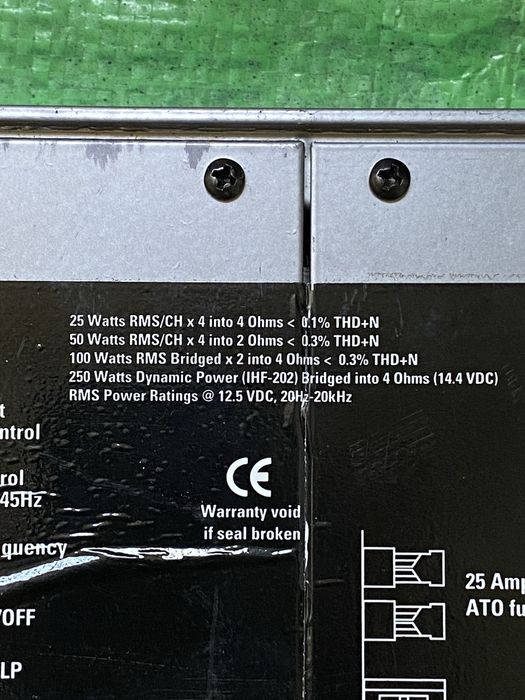 25 Watts RMS/CH x 4 into 4 Ohms < 0.1% THD+N
50 Watts RMS/CH x 4 into 2 Ohms < 0.3% THD+N
100 Watts RMS Bridged x 2 into 4 Ohms < 0.3% THD+N
250 Watts Dynamic Power (IHF-202) Bridged into 4 Ohms (14.4 VDC)
RMS Power Ratings @ 12.5 VDC, 20Hz-20kHz
t
ntrol
rol
45Hz
CE
Warranty void
if seal broken
quency
/OFF
LP
25 Amp
ATO fu